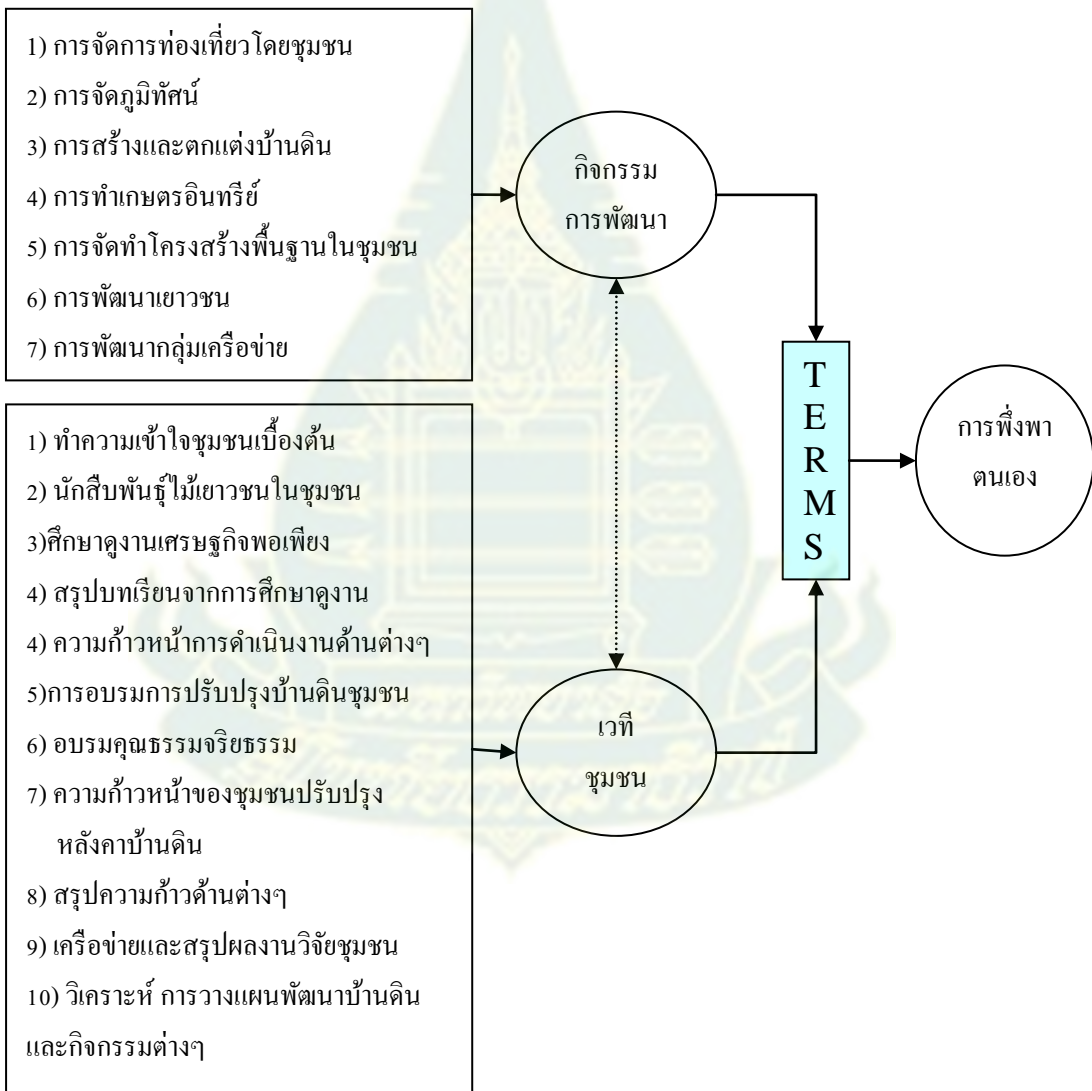 1) การจัดการท่องเที่ยวโดยชุมชน
2) การจัดภูมิทัศน์
3) การสร้างและตกแต่งบ้านดิน
4) การทำเกษตรอินทรีย์
5) การจัดทำโครงสร้างพื้นฐานในชุมชน
6) การพัฒนาเยาวชน
7) การพัฒนากลุ่มเครือข่าย
กิจกรรม
การพัฒนา
1) ทำความเข้าใจชุมชนเบื้องต้น
2) นักสืบพันธุ์ไม้เยาวชนในชุมชน
3)ศึกษาดูงานเศรษฐกิจพอเพียง
4) สรุปบทเรียนจากการศึกษาดูงาน
4) ความก้าวหน้าการดำเนินงานด้านต่างๆ
5)การอบรมการปรับปรุงบ้านดินชุมชน
6) อบรมคุณธรรมจริยธรรม
7) ความก้าวหน้าของชุมชนปรับปรุง
หลังคาบ้านดิน
8) สรุปความก้าวด้านต่างๆ
9) เครือข่ายและสรุปผลงานวิจัยชุมชน
10) วิเคราะห์ การวางแผนพัฒนาบ้านดิน
และกิจกรรมต่างๆ
เวที
ชุมชน
T
E
R
M
S
การพึ่งพา
ตนเอง